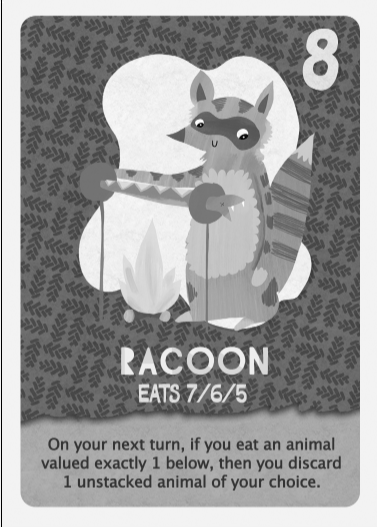 8
RACOON
EATS 7/6/5
On your next turn, if you eat an animal
valued exactly 1 below, then you discard
1 unstacked animal of your choice.